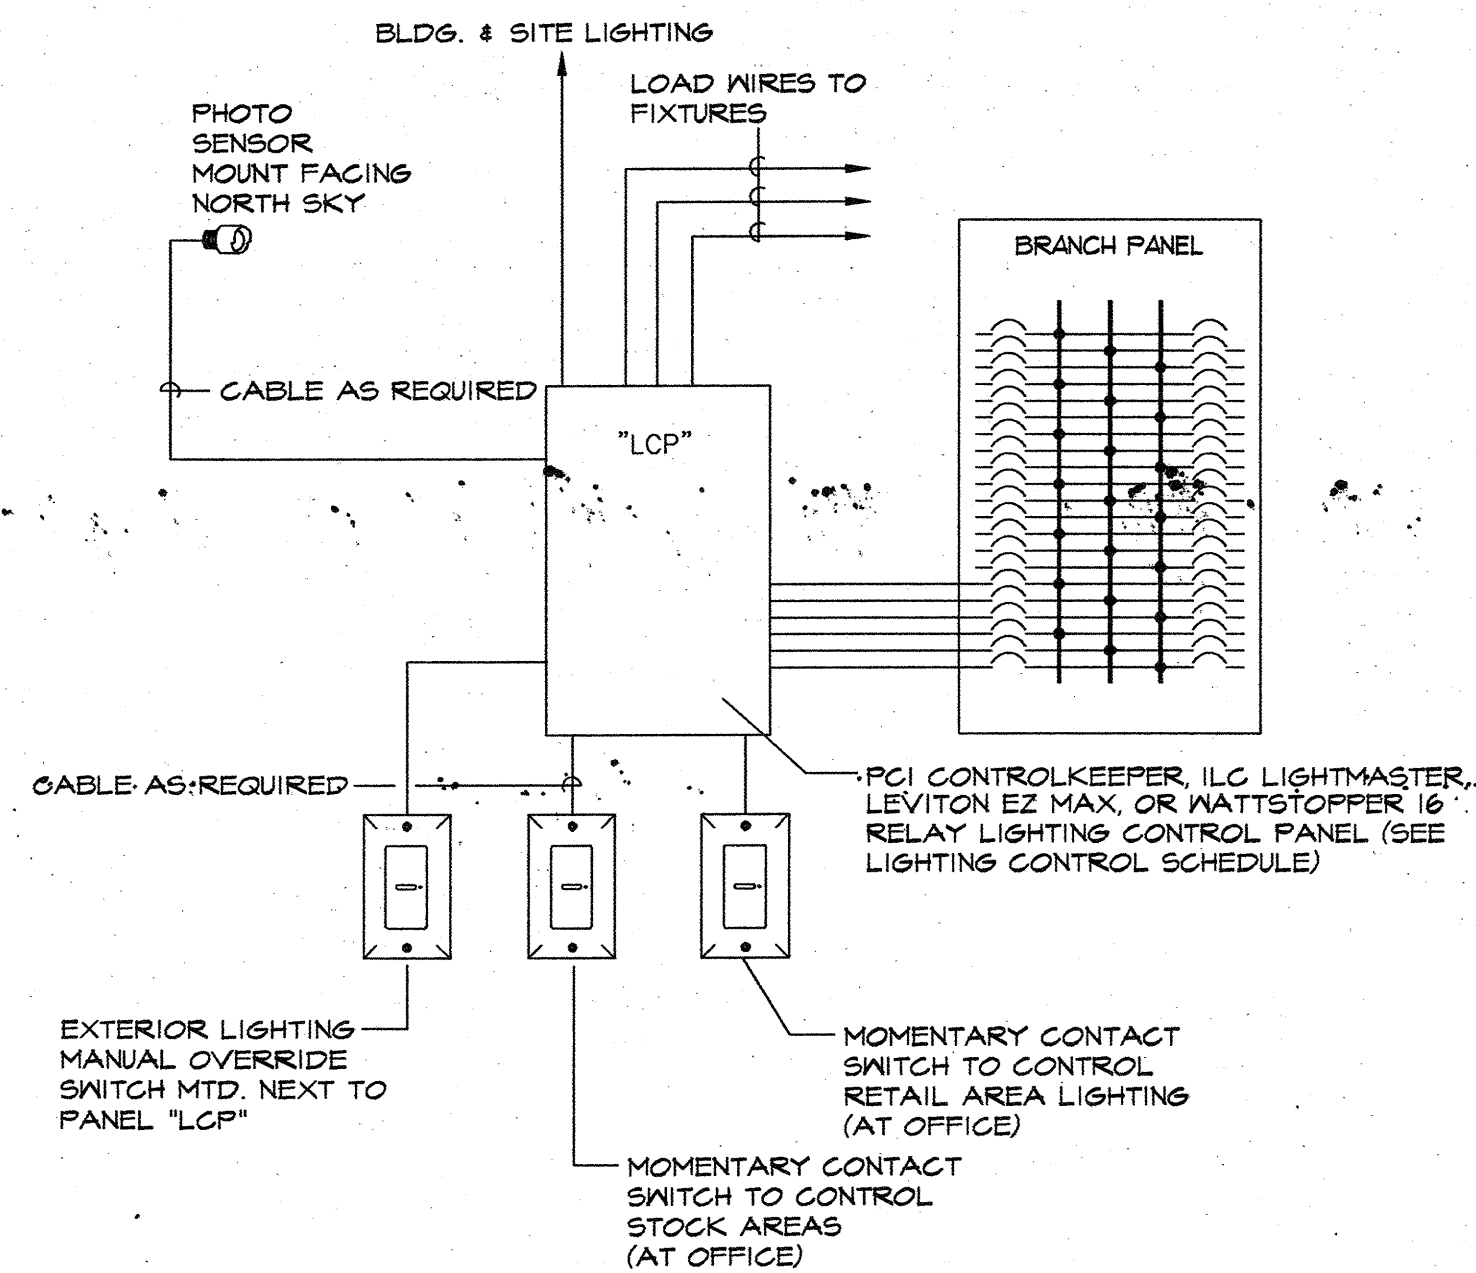 BLDG. & SITE LIGHTING
LOAD WIRES TO
FIXTURES
PHOTO
SENSOR
MOUNT FACING
NORTH SKY
BRANCH PANEL
CABLE AS REQUIRED
"LCP"
CABLE AS REQUIRED
PCI CONTROLKEEPER, ILC LIGHTMASTER,
LEVITON EZ MAX, OR WATTSTOPPER 16
RELAY LIGHTING CONTROL PANEL (SEE
LIGHTING CONTROL SCHEDULE)
EXTERIOR LIGHTING
MANUAL OVERRIDE
SWITCH MTD. NEXT TO
PANEL "LCP"
MOMENTARY CONTACT
SWITCH TO CONTROL
RETAIL AREA LIGHTING
(AT OFFICE)
MOMENTARY CONTACT
SWITCH TO CONTROL
STOCK AREAS
(AT OFFICE)